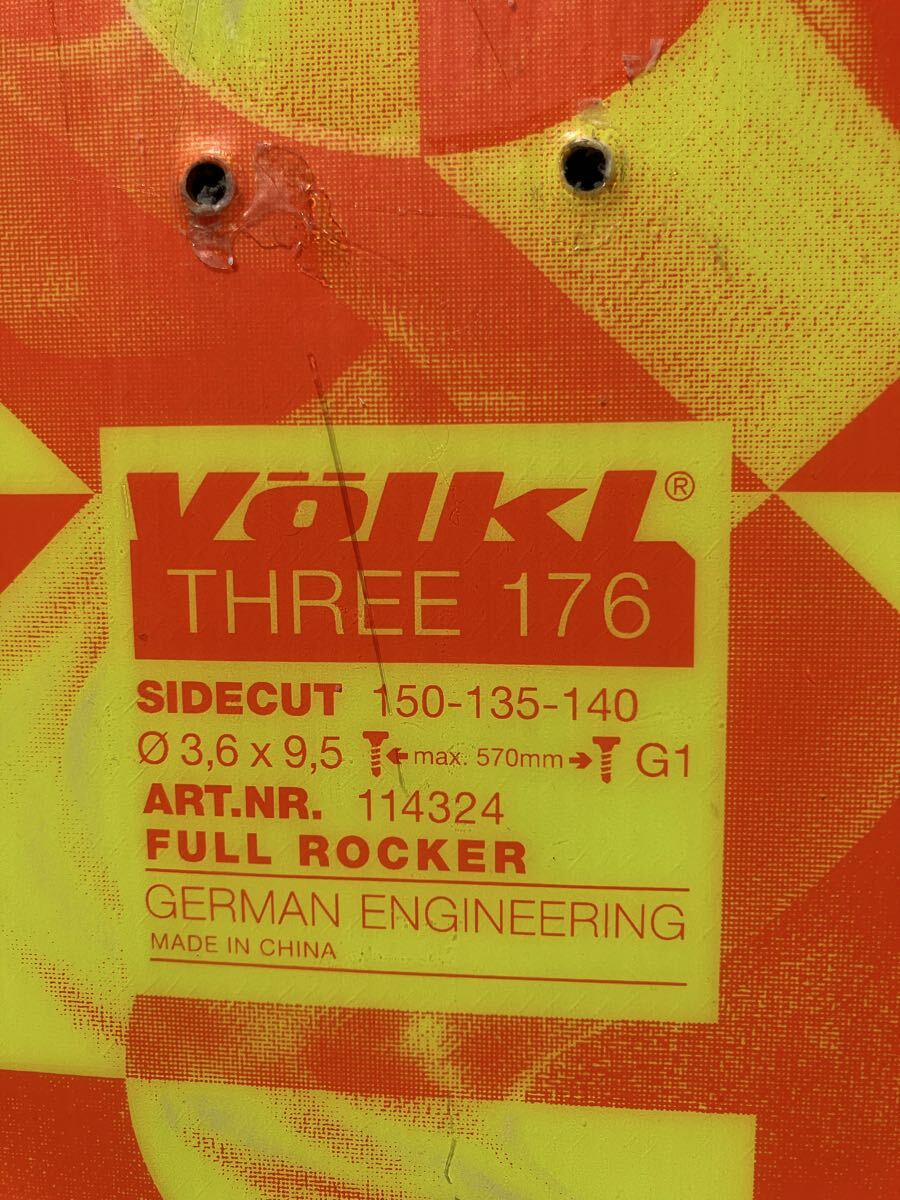 Völkl®
THREE 176
SIDECUT 150-135-140
Ø 3,6 x 9,5 max. 570mm G1
ART.NR. 114324
FULL ROCKER
GERMAN ENGINEERING
MADE IN CHINA